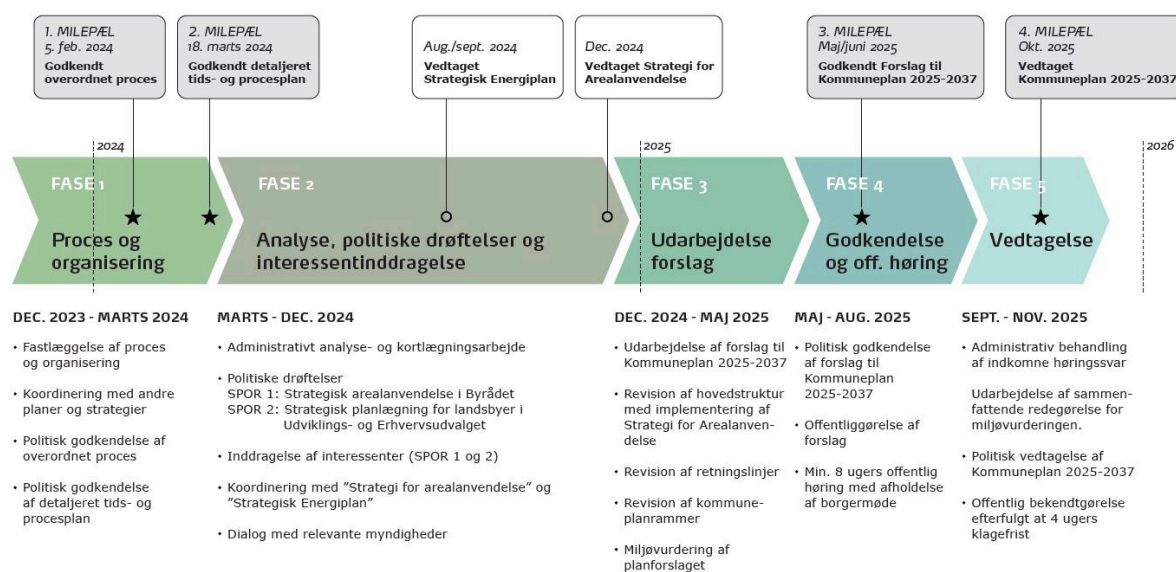 1. MILEPÆL
5. feb. 2024
Godkendt
overordnet proces
2. MILEPÆL
18. marts 2024
Godkendt detaljeret
tids- og procesplan
Aug./sept. 2024
Vedtaget
Strategisk Energiplan
Dec. 2024
Vedtaget Strategi for
Arealanvendelse
3. MILEPÆL
Maj/juni 2025
Godkendt Forslag til
Kommuneplan 2025-2037
4. MILEPÆL
Okt. 2025
Vedtaget
Kommuneplan 2025-2037
2024
2025
2026
FASE 1
Proces og
organisering
FASE 2
Analyse, politiske drøftelser og
interessentinddragelse
FASE 3
Udarbejdelse
forslag
FASE 4
Godkendelse
og off. høring
FASE 5
Vedtagelse
DEC. 2023 - MARTS 2024
• Fastlæggelse af proces
og organisering
• Koordinering med andre
planer og strategier
• Politisk godkendelse af
overordnet proces
• Politisk godkendelse
af detaljeret tids- og
procesplan
MARTS - DEC. 2024
• Administrativt analyse- og kortlægningsarbejde
• Politiske drøftelser
SPOR 1: Strategisk arealanvendelse i Byrådet
SPOR 2: Strategisk planlægning for landsbyer i
Udviklings- og Erhvervsudvalget
• Inddragelse af interessenter (SPOR 1 og 2)
• Koordinering med ”Strategi for arealanvendelse” og
”Strategisk Energiplan”
• Dialog med relevante myndigheder
DEC. 2024 - MAJ 2025
• Udarbejdelse af forslag til
Kommuneplan 2025-2037
• Revision af hovedstruktur
med implementering af
Strategi for Arealanven-
delse
• Revision af retningslinjer
• Revision af kommune-
planrammer
• Miljøvurdering af
planforslaget
MAJ - AUG. 2025
• Politisk godkendelse
af forslag til
Kommuneplan
2025-2037
• Offentliggørelse af
forslag
• Min. 8 ugers offentlig
høring med afholdelse
af borgermøde
SEPT. - NOV. 2025
• Administrativ behandling
af indkomne høringssvar
Udarbejdelse af sammen-
fattende redegørelse for
miljøvurderingen.
• Politisk vedtagelse af
Kommuneplan 2025-2037
• Offentlig bekendtgørelse
efterfulgt at 4 ugers
klagefrist